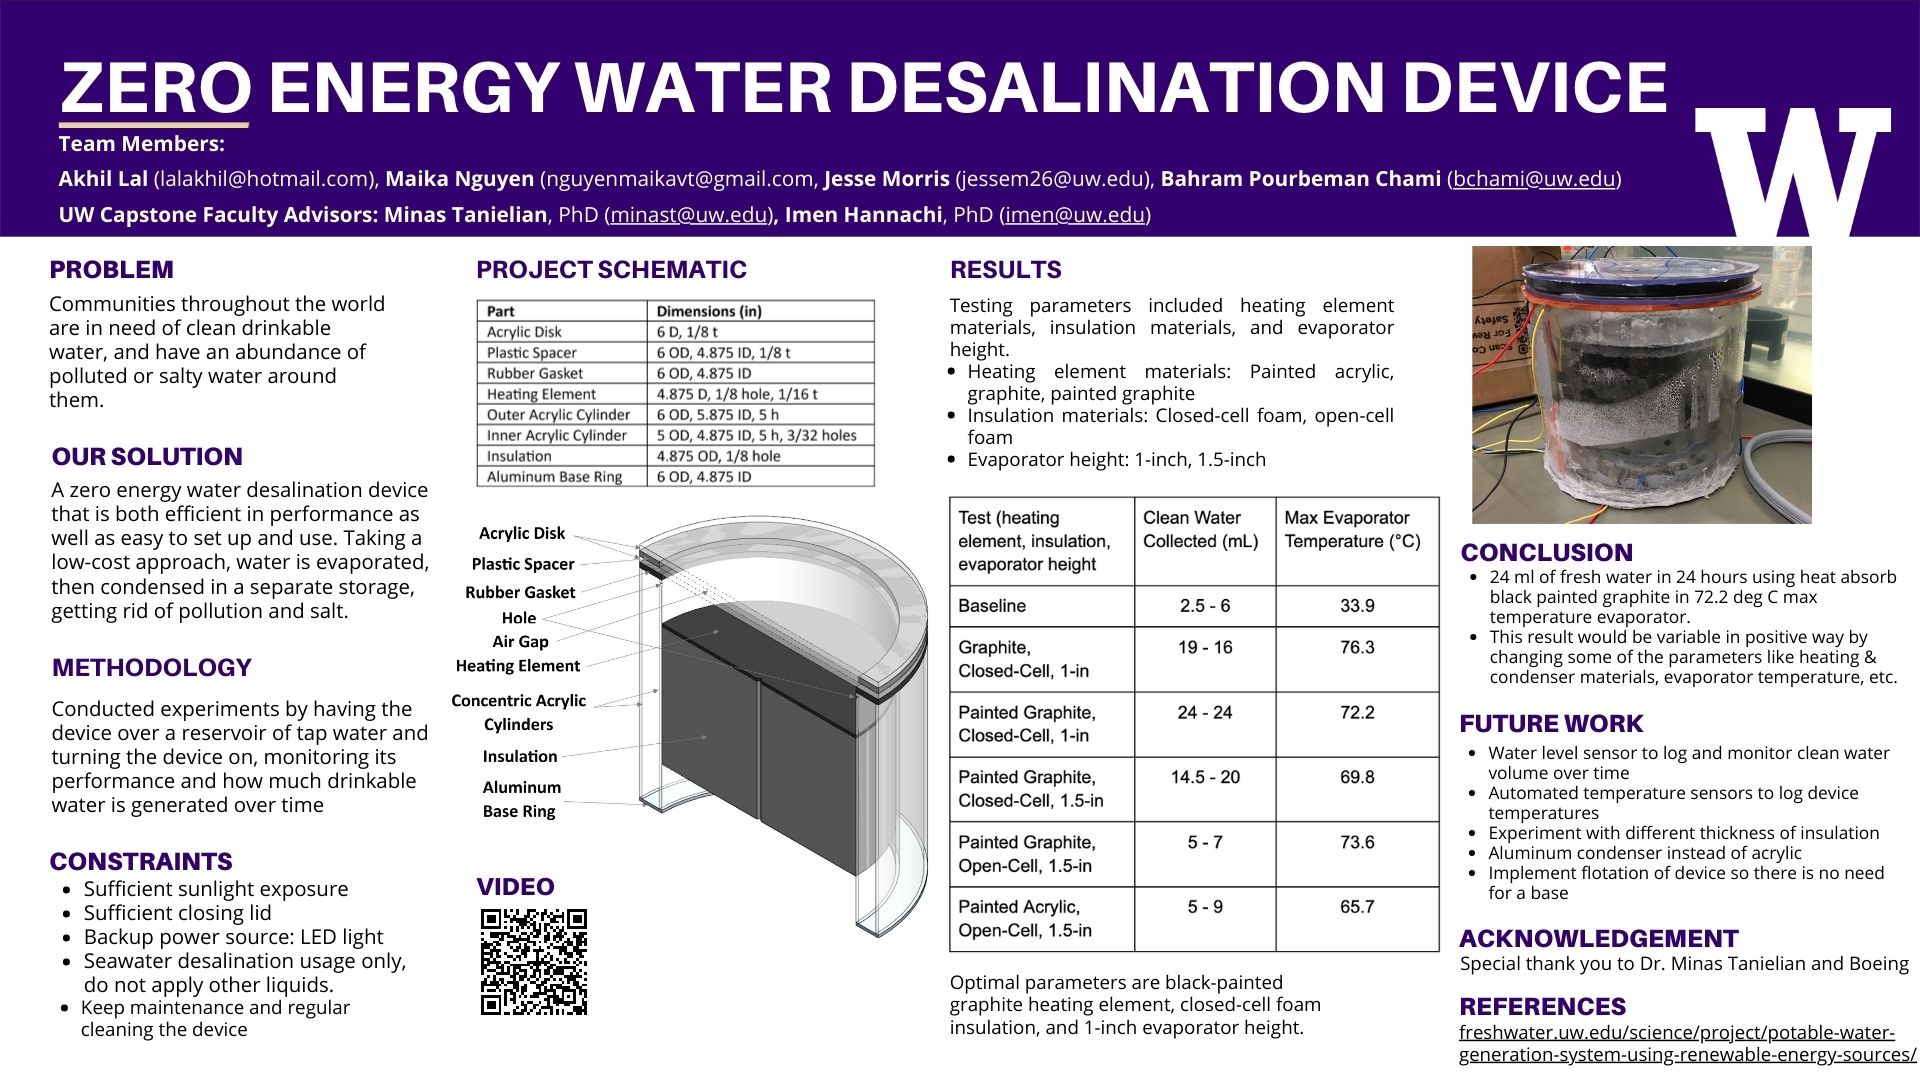 ZERO ENERGY WATER DESALINATION DEVICE
Team Members:
Akhil Lal (lalakhil@hotmail.com), Maika Nguyen (nguyenmaikavt@gmail.com, Jesse Morris (jessem26@uw.edu), Bahram Pourbeman Chami (bchami@uw.edu)
UW Capstone Faculty Advisors: Minas Tanielian, PhD (minast@uw.edu), Imen Hannachi, PhD (imen@uw.edu)
W
PROBLEM
Communities throughout the world
are in need of clean drinkable
water, and have an abundance of
polluted or salty water around
them.
OUR SOLUTION
A zero energy water desalination device
that is both efficient in performance as
well as easy to set up and use. Taking a
low-cost approach, water is evaporated,
then condensed in a separate storage,
getting rid of pollution and salt.
METHODOLOGY
Conducted experiments by having the
device over a reservoir of tap water and
turning the device on, monitoring its
performance and how much drinkable
water is generated over time
CONSTRAINTS
• Sufficient sunlight exposure
• Sufficient closing lid
• Backup power source: LED light
• Seawater desalination usage only,
do not apply other liquids.
• Keep maintenance and regular
cleaning the device
PROJECT SCHEMATIC
Part Dimensions (in)
Acrylic Disk 6 D, 1/8 t
Plastic Spacer 6 OD, 4.875 ID, 1/8 t
Rubber Gasket 6 OD, 4.875 ID
Heating Element 4.875 D, 1/8 hole, 1/16 t
Outer Acrylic Cylinder 6 OD, 5.875 ID, 5 h
Inner Acrylic Cylinder 5 OD, 4.875 ID, 5 h, 3/32 holes
Insulation 4.875 OD, 1/8 hole
Aluminum Base Ring 6 OD, 4.875 ID
Acrylic Disk
Plastic Spacer
Rubber Gasket
Hole
Air Gap
Heating Element
Concentric Acrylic
Cylinders
Insulation
Aluminum
Base Ring
VIDEO
RESULTS
Testing parameters included heating element
materials, insulation materials, and evaporator
height.
• Heating element materials: Painted acrylic,
graphite, painted graphite
• Insulation materials: Closed-cell foam, open-cell
foam
• Evaporator height: 1-inch, 1.5-inch
Test (heating Clean Water Max Evaporator
element, insulation, Collected (mL) Temperature (°C)
evaporator height
Baseline 2.5 - 6 33.9
Graphite, 19 - 16 76.3
Closed-Cell, 1-in
Painted Graphite, 24 - 24 72.2
Closed-Cell, 1-in
Painted Graphite, 14.5 - 20 69.8
Closed-Cell, 1.5-in
Painted Graphite, 5 - 7 73.6
Open-Cell, 1.5-in
Painted Acrylic, 5 - 9 65.7
Open-Cell, 1.5-in
Optimal parameters are black-painted
graphite heating element, closed-cell foam
insulation, and 1-inch evaporator height.
Safety
For
Scan
CONCLUSION
• 24 ml of fresh water in 24 hours using heat absorb
black painted graphite in 72.2 deg C max
temperature evaporator.
• This result would be variable in positive way by
changing some of the parameters like heating &
condenser materials, evaporator temperature, etc.
FUTURE WORK
• Water level sensor to log and monitor clean water
volume over time
• Automated temperature sensors to log device
temperatures
• Experiment with different thickness of insulation
• Aluminum condenser instead of acrylic
• Implement flotation of device so there is no need
for a base
ACKNOWLEDGEMENT
Special thank you to Dr. Minas Tanielian and Boeing
REFERENCES
freshwater.uw.edu/science/project/potable-water-
generation-system-using-renewable-energy-sources/